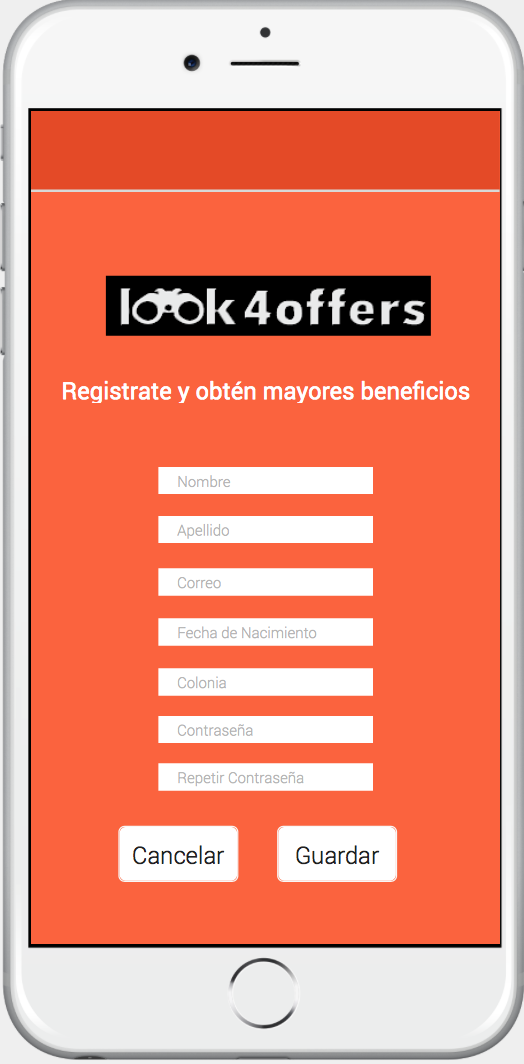 look4offers
Registrate y obtén mayores beneficios
Nombre
Apellido
Correo
Fecha de Nacimiento
Colonia
Contraseña
Repetir Contraseña
Cancelar Guardar